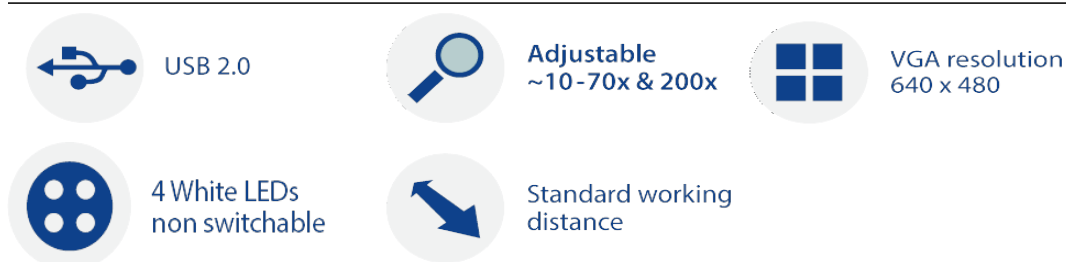 USB 2.0
Adjustable
~10-70x & 200x
VGA resolution
640 x 480
4 White LEDs
non switchable
Standard working
distance